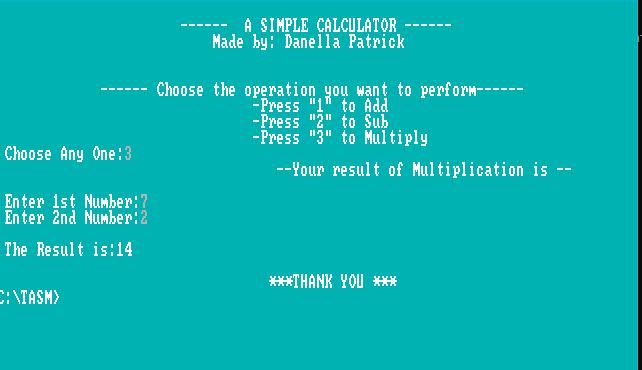 ------ A SIMPLE CALCULATOR ------
Made by: Danella Patrick
------ Choose the operation you want to perform------
-Press "1" to Add
-Press "2" to Sub
-Press "3" to Multiply
Choose Any One:3
--Your result of Multiplication is --
Enter 1st Number:7
Enter 2nd Number:2
The Result is:14
***THANK YOU ***
C:\TASM>